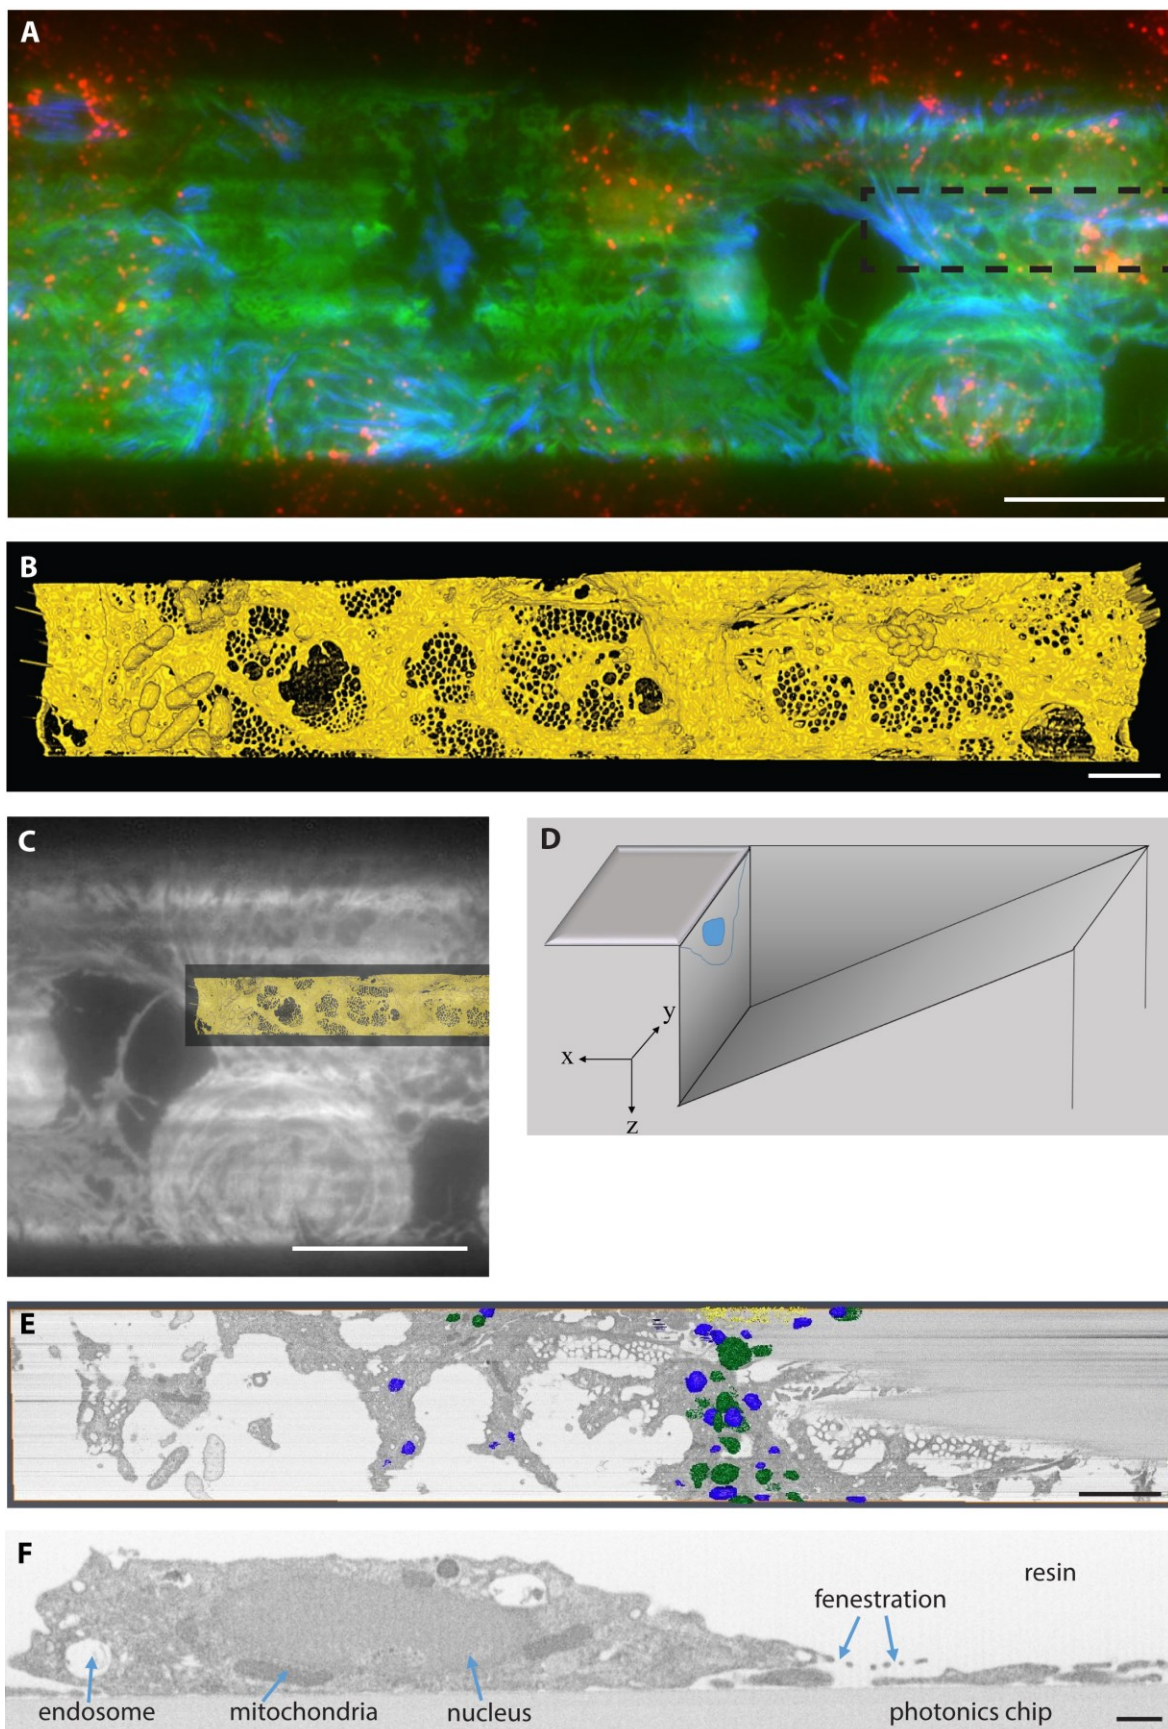 A
B
C
D
x
y
z
E
F
resin
fenestration
endosome
mitochondria
nucleus
photonics chip